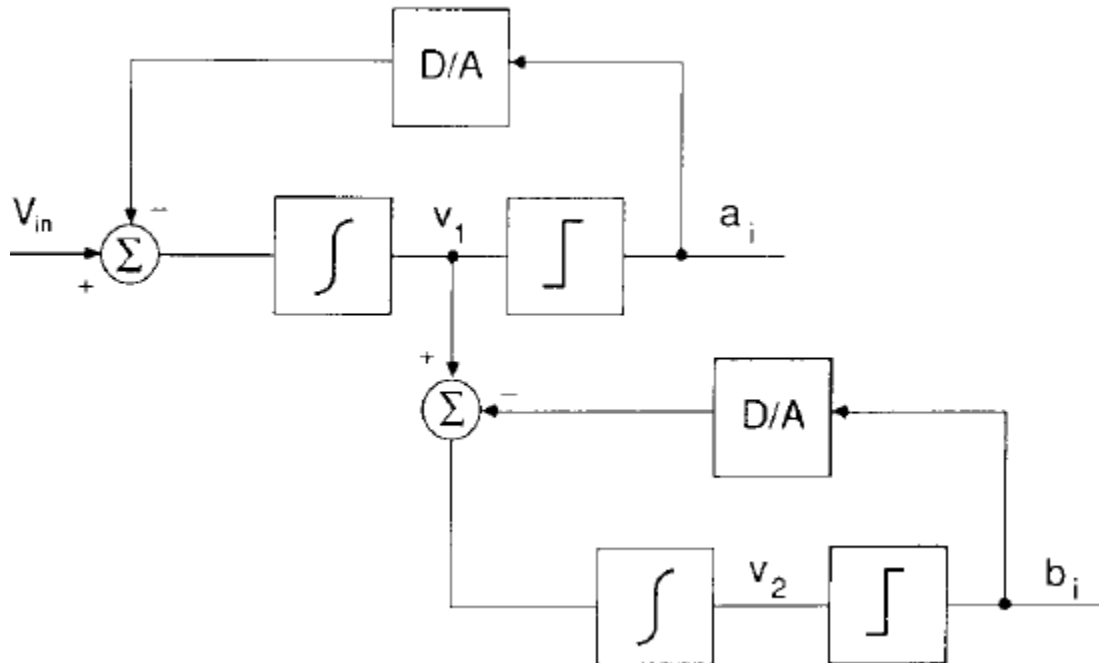 D/A
V_in
−
+
Σ
∫
v_1
a_i
+
Σ
−
D/A
∫
v_2
b_i